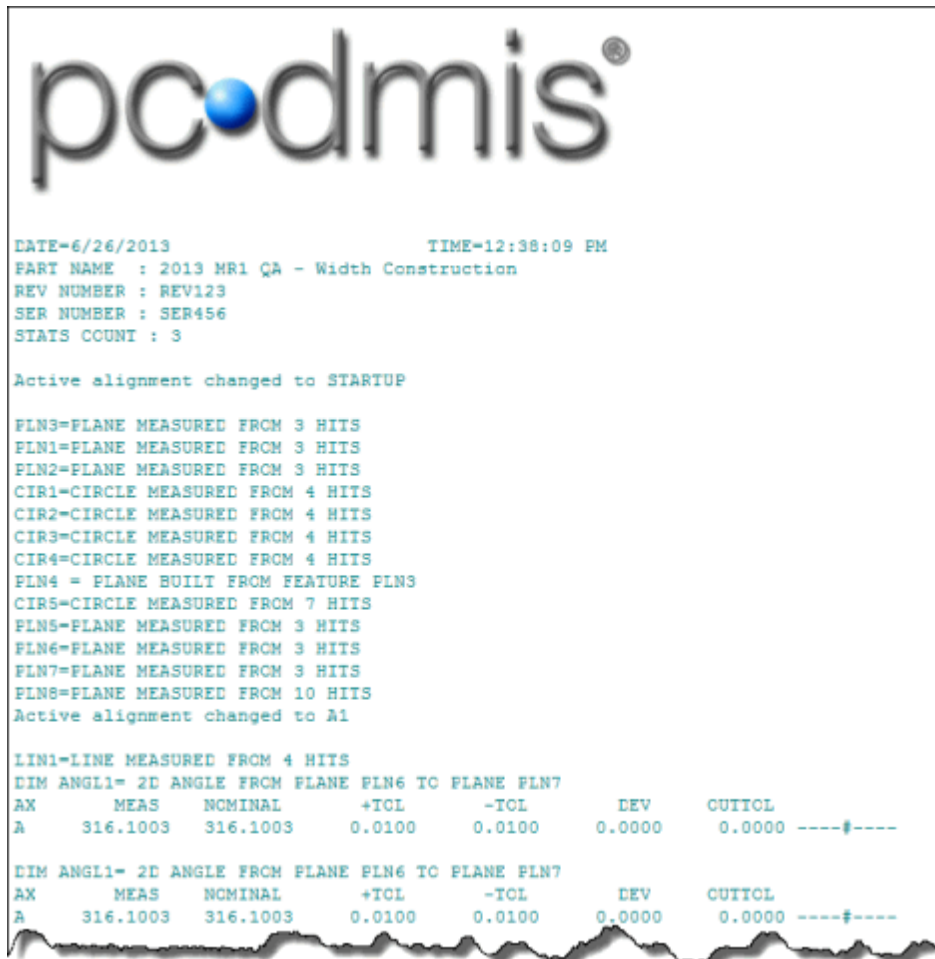 pc•dmis®
DATE=6/26/2013 TIME=12:38:09 PM
PART NAME : 2013 MR1 QA - Width Construction
REV NUMBER : REV123
SER NUMBER : SER456
STATS COUNT : 3
Active alignment changed to STARTUP
PLN3=PLANE MEASURED FROM 3 HITS
PLN1=PLANE MEASURED FROM 3 HITS
PLN2=PLANE MEASURED FROM 3 HITS
CIR1=CIRCLE MEASURED FROM 4 HITS
CIR2=CIRCLE MEASURED FROM 4 HITS
CIR3=CIRCLE MEASURED FROM 4 HITS
CIR4=CIRCLE MEASURED FROM 4 HITS
PLN4 = PLANE BUILT FROM FEATURE PLN3
CIR5=CIRCLE MEASURED FROM 7 HITS
PLN5=PLANE MEASURED FROM 3 HITS
PLN6=PLANE MEASURED FROM 3 HITS
PLN7=PLANE MEASURED FROM 3 HITS
PLN8=PLANE MEASURED FROM 10 HITS
Active alignment changed to A1
LIN1=LINE MEASURED FROM 4 HITS
DIM ANGL1= 2D ANGLE FROM PLANE PLN6 TO PLANE PLN7
AX MEAS NOMINAL +TOL -TOL DEV OUTTOL
A 316.1003 316.1003 0.0100 0.0100 0.0000 0.0000 ----#----
DIM ANGL1= 2D ANGLE FROM PLANE PLN6 TO PLANE PLN7
AX MEAS NOMINAL +TOL -TOL DEV OUTTOL
A 316.1003 316.1003 0.0100 0.0100 0.0000 0.0000 ----#----